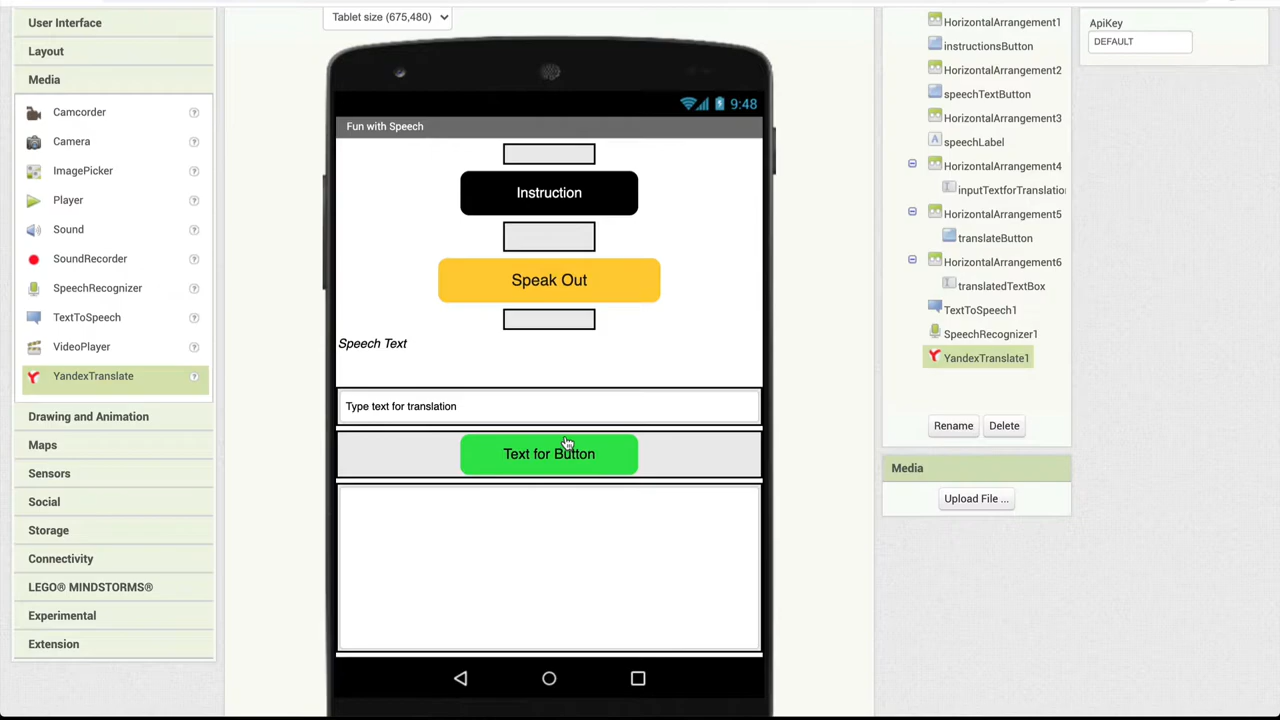 User Interface
Layout
Media
Camcorder
Camera
ImagePicker
Player
Sound
SoundRecorder
SpeechRecognizer
TextToSpeech
VideoPlayer
YandexTranslate
Drawing and Animation
Maps
Sensors
Social
Storage
Connectivity
LEGO® MINDSTORMS®
Experimental
Extension
Tablet size (675,480)
9:48
Fun with Speech
Instruction
Speak Out
Speech Text
Type text for translation
Text for Button
HorizontalArrangement1
instructionsButton
HorizontalArrangement2
speechTextButton
HorizontalArrangement3
A speechLabel
HorizontalArrangement4
inputTextforTranslatio
HorizontalArrangement5
translateButton
HorizontalArrangement6
translatedTextBox
TextToSpeech1
SpeechRecognizer1
YandexTranslate1
Rename Delete
Media
Upload File ...
ApiKey
DEFAULT